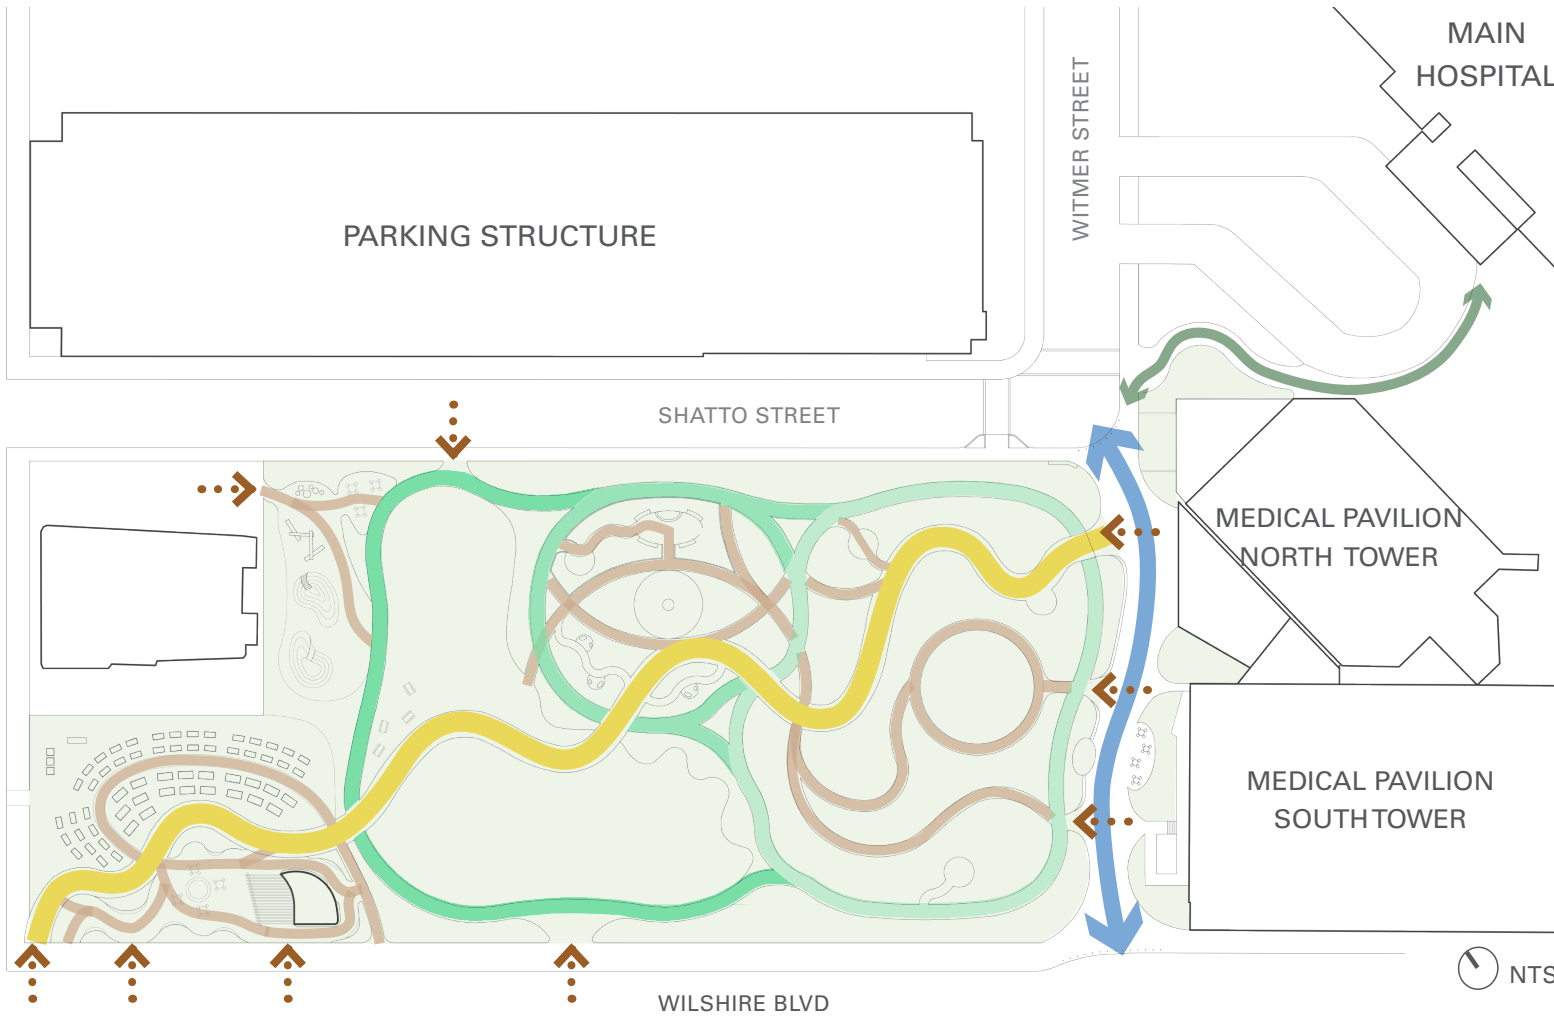 MAIN
HOSPITAL
WITMER STREET
PARKING STRUCTURE
SHATTO STREET
MEDICAL PAVILION
NORTH TOWER
MEDICAL PAVILION
SOUTH TOWER
NTS
WILSHIRE BLVD